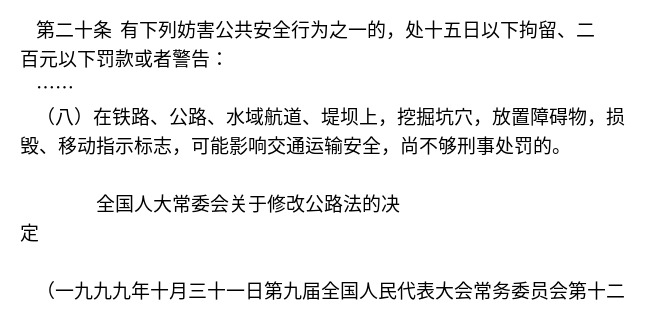 第二十条 有下列妨害公共安全行为之一的，处十五日以下拘留、二
百元以下罚款或者警告：
……
（八）在铁路、公路、水域航道、堤坝上，挖掘坑穴，放置障碍物，损
毁、移动指示标志，可能影响交通运输安全，尚不够刑事处罚的。
全国人大常委会关于修改公路法的决
定
（一九九九年十月三十一日第九届全国人民代表大会常务委员会第十二